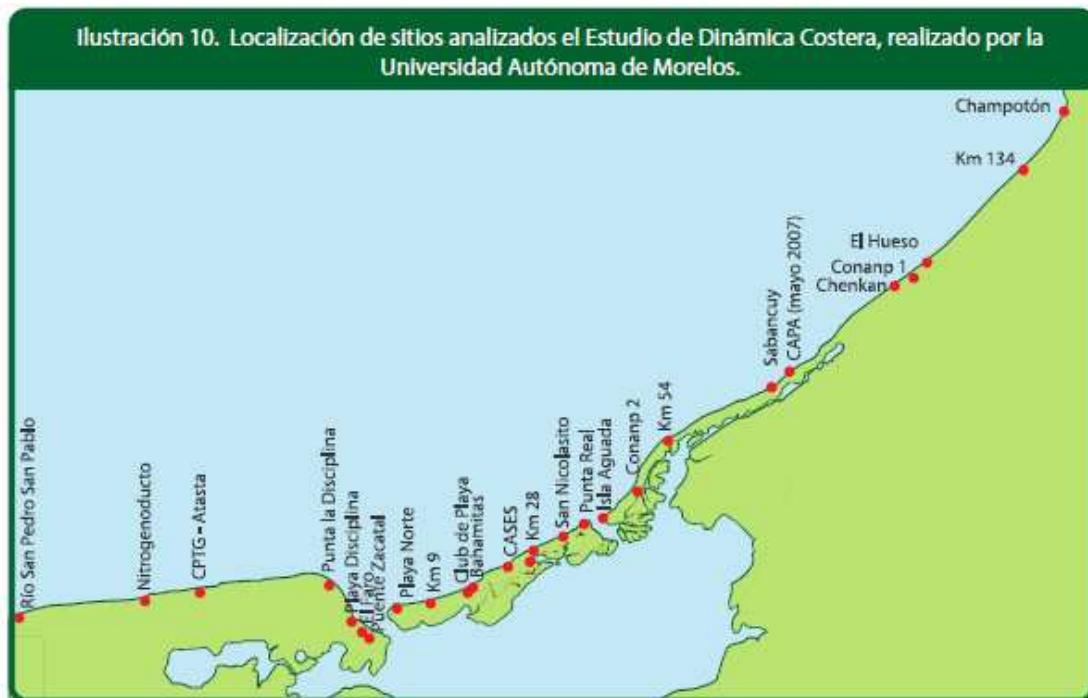 Ilustración 10. Localización de sitios analizados el Estudio de Dinámica Costera, realizado por la
Universidad Autónoma de Morelos.
Champotón
Km 134
El Hueso
Conanp 1
Chenkan
CAPA (mayo 2007)
Sabancuy
Km 54
Conanp 2
Isla Aguada
Punta Real
San Nicolasito
Km 28
CASES
Bahamitas
Club de Playa
Km 9
Playa Norte
Puente Zacatal
El Faro
Playa Disciplina
Punta la Disciplina
CPTG - Atasta
Nitrogenoducto
Río San Pedro San Pablo